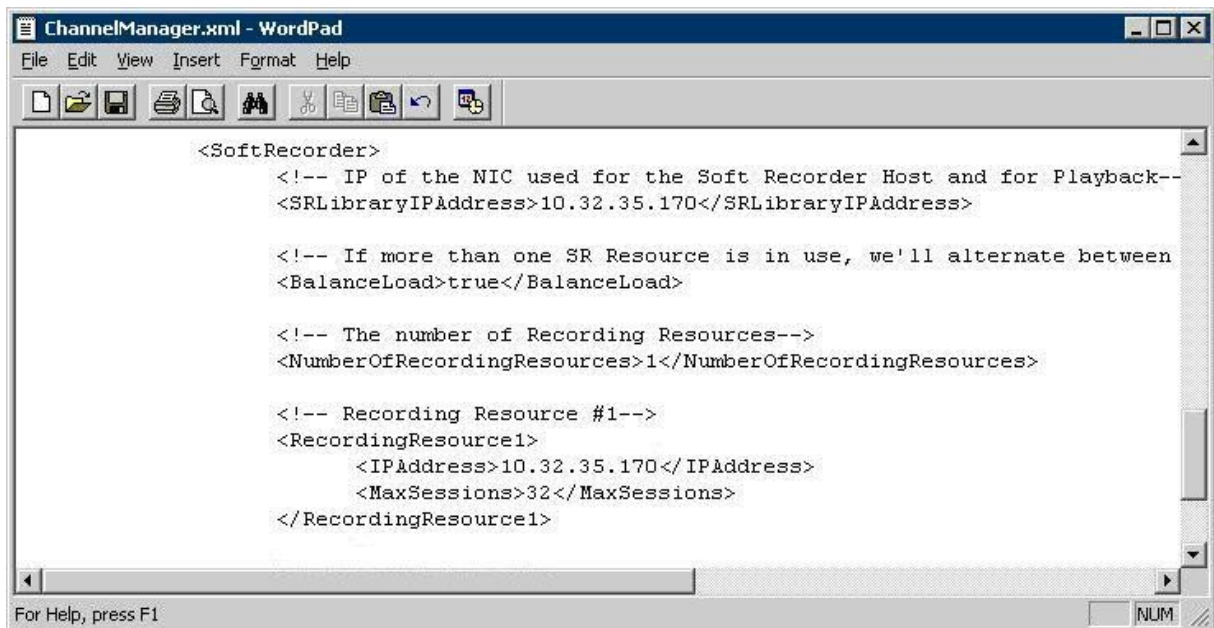 ChannelManager.xml - WordPad
File Edit View Insert Format Help
<SoftRecorder>
<!-- IP of the NIC used for the Soft Recorder Host and for Playback--
<SRLibraryIPAddress>10.32.35.170</SRLibraryIPAddress>
<!-- If more than one SR Resource is in use, we'll alternate between
<BalanceLoad>true</BalanceLoad>
<!-- The number of Recording Resources-->
<NumberOfRecordingResources>1</NumberOfRecordingResources>
<!-- Recording Resource #1-->
<RecordingResource1>
<IPAddress>10.32.35.170</IPAddress>
<MaxSessions>32</MaxSessions>
</RecordingResource1>
For Help, press F1 NUM